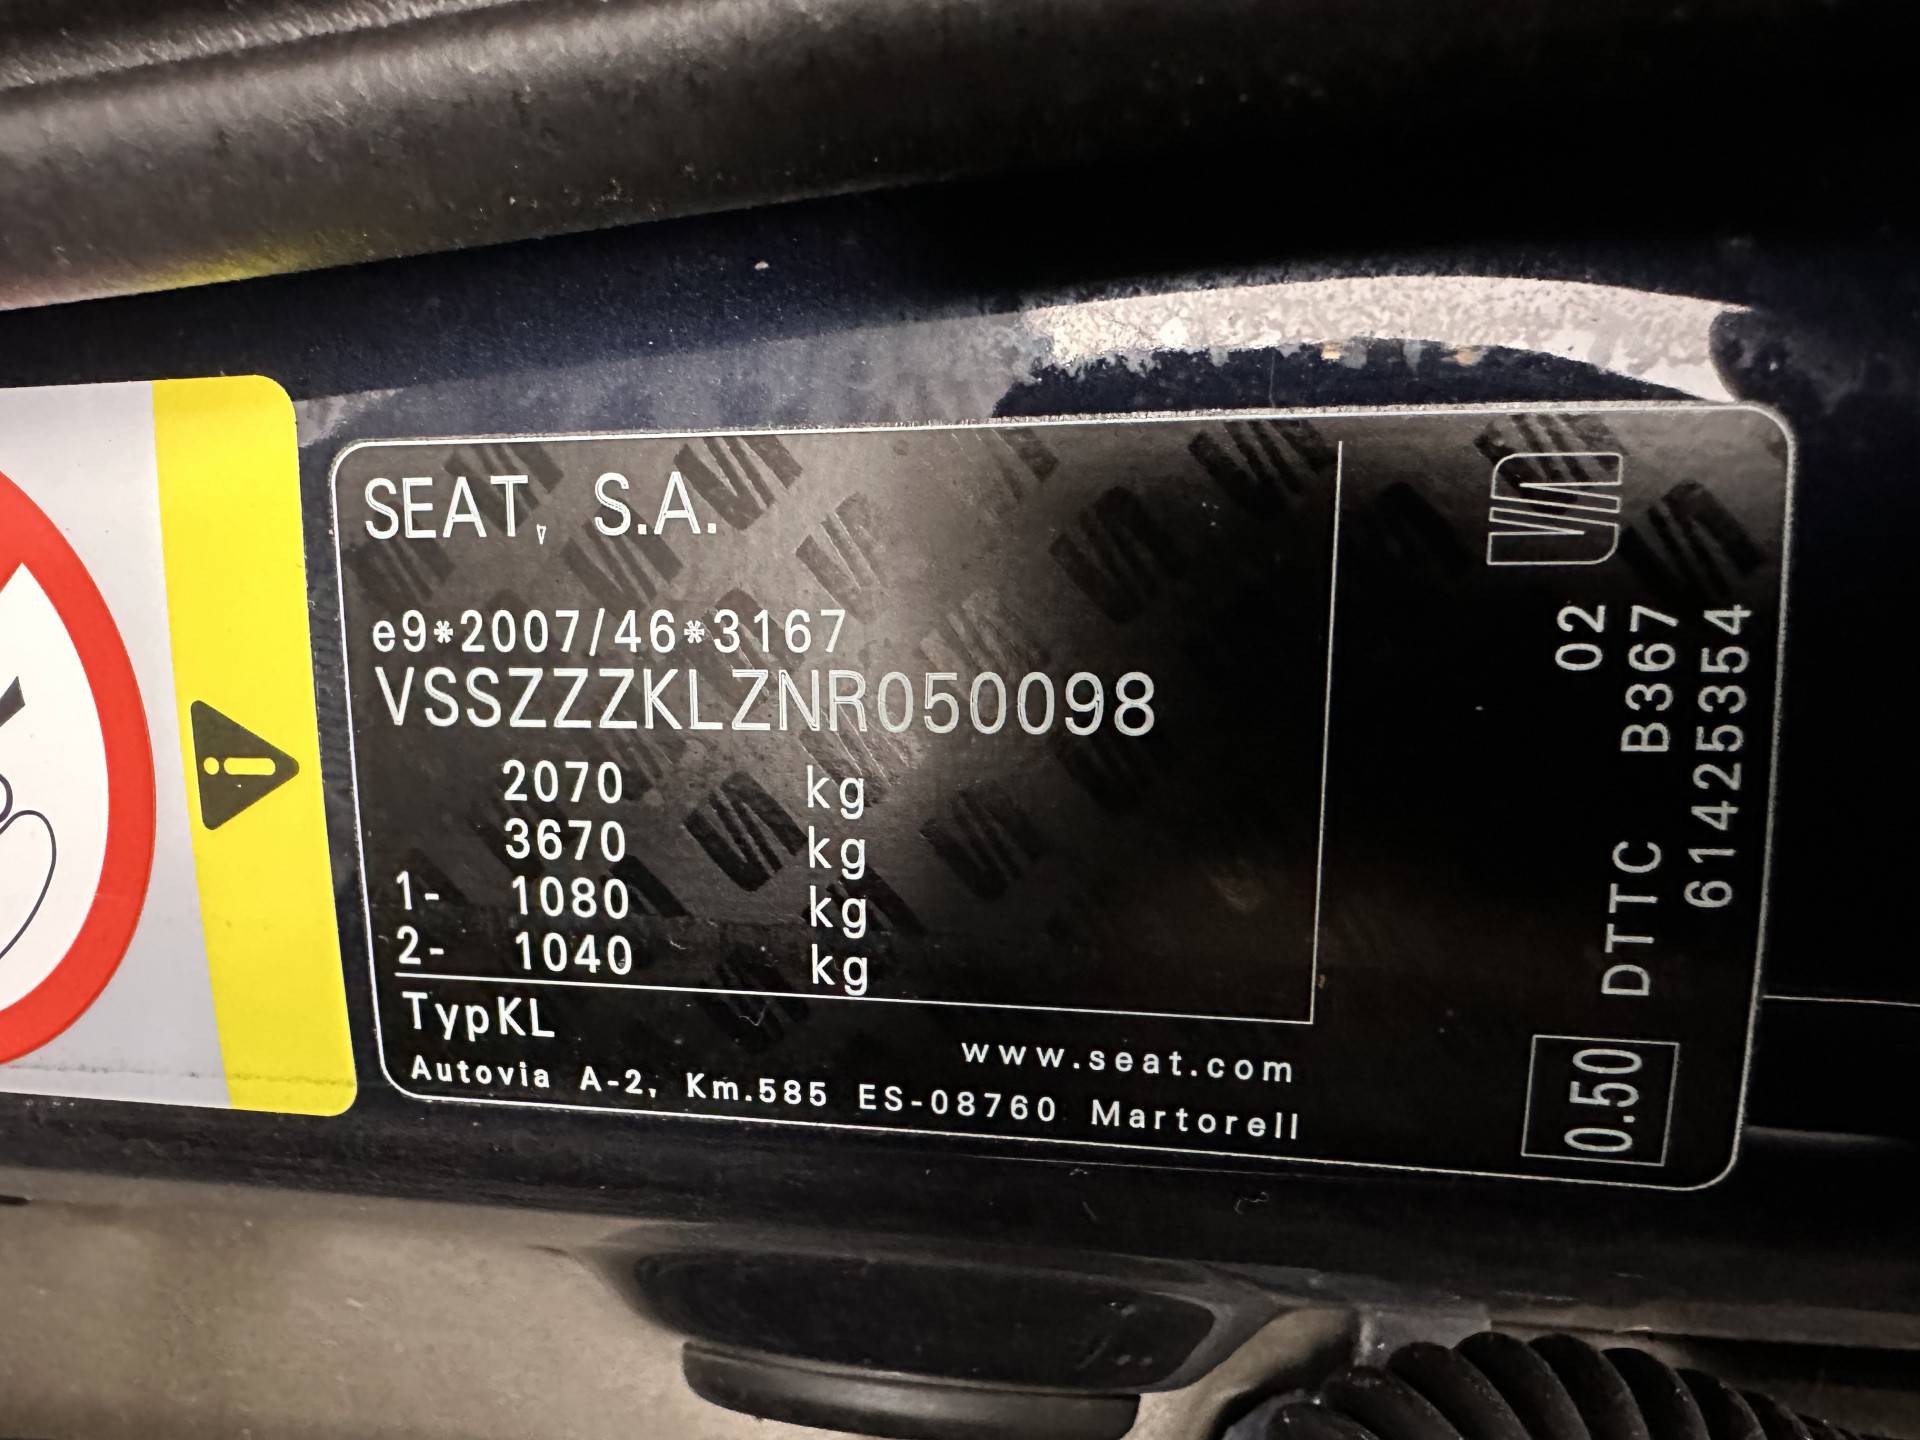 SEAT, S.A.
e9*2007/46*3167
VSSZZZKLZNR050098
2070 kg
3670 kg
1- 1080 kg
2- 1040 kg
TypKL
www.seat.com
Autovia A-2, Km.585 ES-08760 Martorell
02
DTTC B367
61425354
0.50